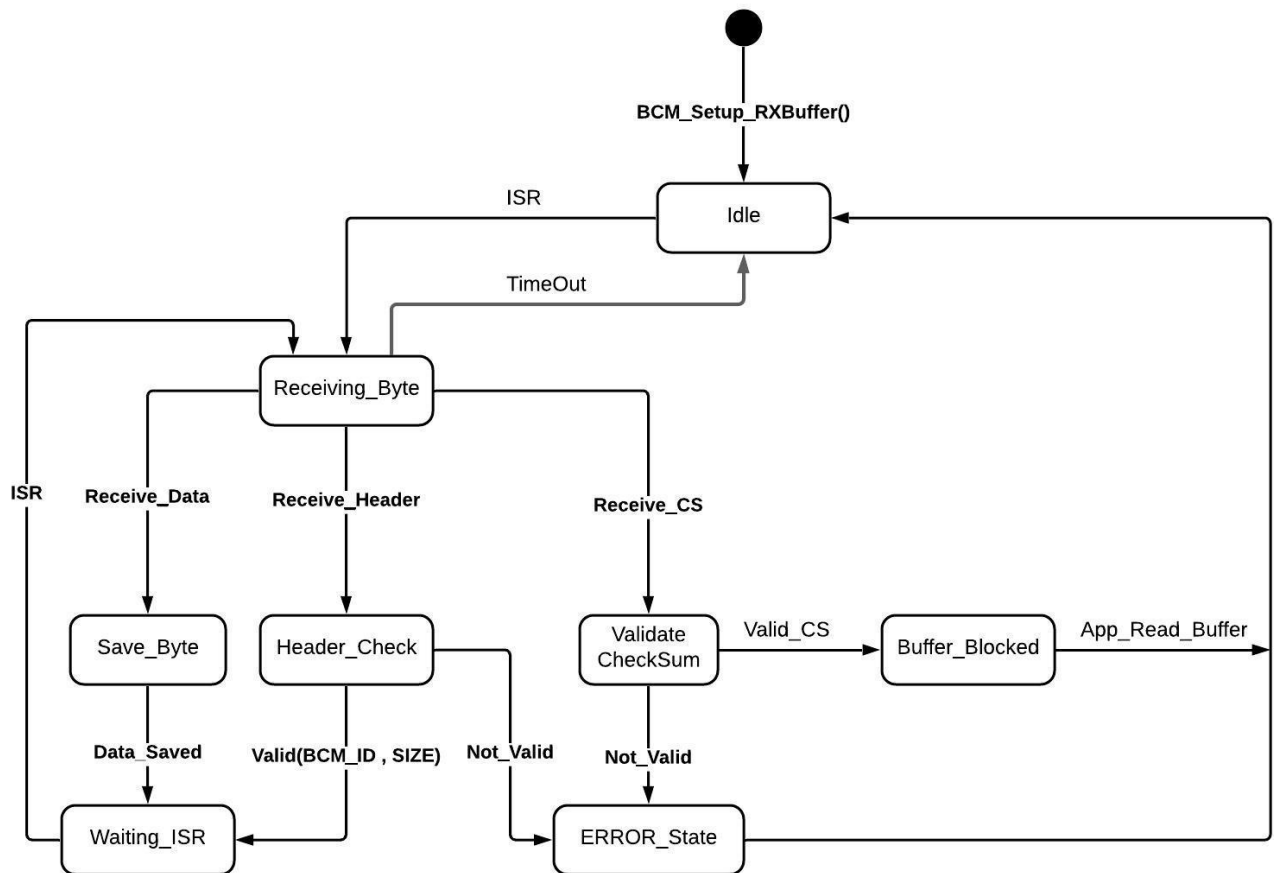 BCM_Setup_RXBuffer()
ISR
Idle
TimeOut
Receiving_Byte
ISR
Receive_Data
Receive_Header
Receive_CS
Save_Byte
Header_Check
Validate
CheckSum
Valid_CS
Buffer_Blocked
App_Read_Buffer
Data_Saved
Valid(BCM_ID , SIZE)
Not_Valid
Not_Valid
Waiting_ISR
ERROR_State